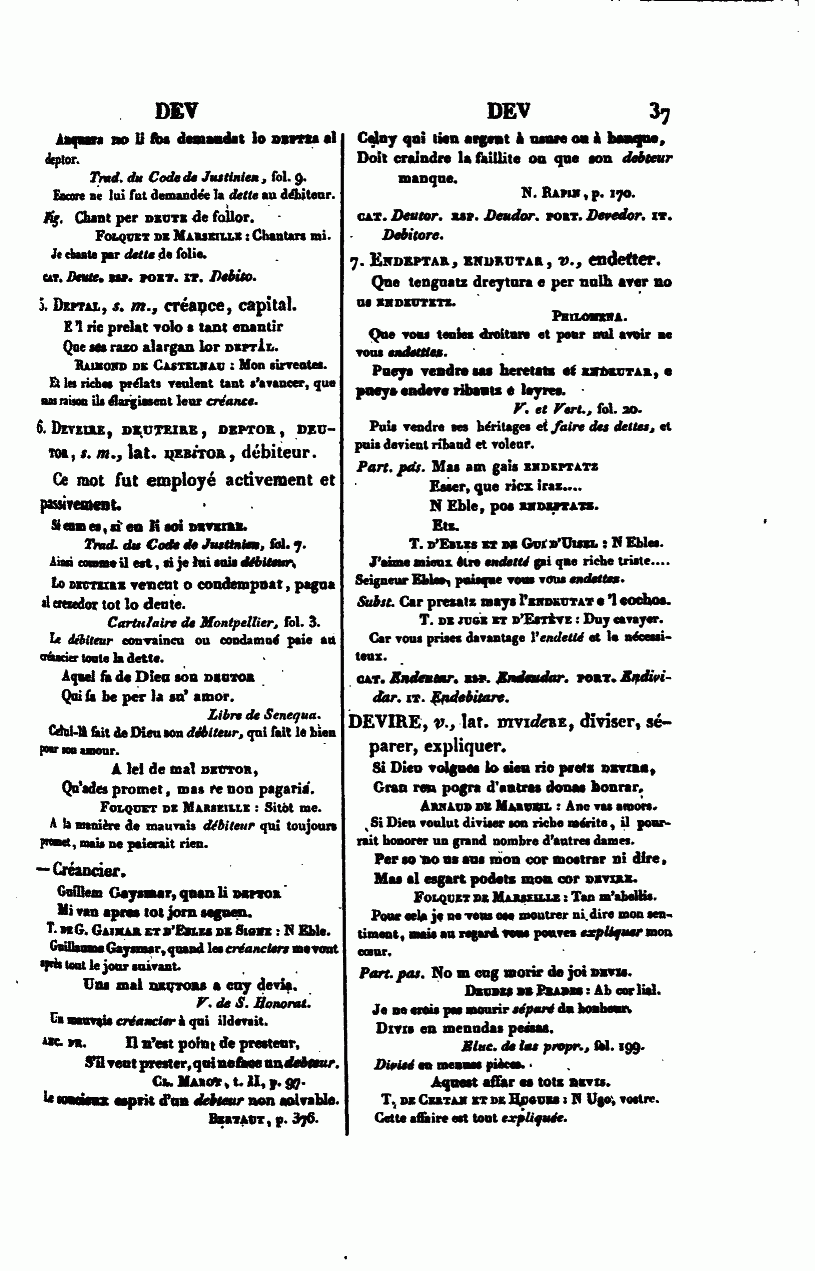 DEV
Anquera no li fos demandat lo DEPTES al
deptor.
Trad. du Code de Justinien, fol. 9.
Encore ne lui fut demandée la dette au débiteur.
Fig. Chant per DEUTE de follor.
FOLQUET DE MARSEILLE : Chantars mi.
Je chante par dette de folie.
CAT. Deute. ESP. PORT. IT. Debito.
5. DEPTAL, s. m., créance, capital.
E 'l ric prelat volo s tant enantir
Que ses razo alargan lor DEPTAL.
RAIMOND DE CASTELNAU : Mon sirventes.
Et les riches prélats veulent tant s'avancer, que
sans raison ils élargissent leur créance.
6. DEVEIRE, DEUTEIRE, DEPTOR, DEU-
TOR, s. m., lat. DEBITOR, débiteur.
Ce mot fut employé activement et
passivement.
Si eum es, si eu li soi DEVEIRE.
Trad. du Code de Justinien, fol. 7.
Ainsi comme il est, si je lui suis débiteur.
Lo DEUTEIRE vencut o condempnat, pagua
al crezedor tot lo deute.
Cartulaire de Montpellier, fol. 3.
Le débiteur convaincu ou condamné paie au
créancier toute la dette.
Aquel fa de Dieu son DEUTOR
Qui fa be per la su' amor.
Libre de Senequa.
Celui-là fait de Dieu son débiteur, qui fait le bien
pour son amour.
A lei de mal DEUTOR,
Qu'ades promet, mas re non pagaria.
FOLQUET DE MARSEILLE : Sitôt me.
A la manière de mauvais débiteur qui toujours
promet, mais ne paierait rien.
— Créancier.
Guillem Gaysmar, quan li DEPTOR
Mi van apres tot jorn seguen.
T. DE G. GAIMAR ET D'EBLES DE SIGNE : N Eble.
Guillaume Gaysmar, quand les créanciers me vont
après tout le jour suivant.
Uns mal DEUTORS a cuy devia.
V. de S. Honorat.
Un mauvais créancier à qui il devait.
ANC. FR. Il n'est point de presteur,
S'il veut prester, qui ne face un debteur.
CL. MAROT, t. II, p. 97.
Le soucieux esprit d'un debteur non solvable.
BERTAUT, p. 376.
DEV 37
Celuy qui tien argent à usure ou à banque,
Doit craindre la faillite ou que son debteur
manque.
N. RAPIN, p. 170.
CAT. Deutor. ESP. Deudor. PORT. Devedor. IT.
Debitore.
7. ENDEPTAR, ENDEUTAR, v., endetter.
Que tenguatz dreytura e per nulh aver no
us ENDEUTETZ.
PHILOMENA.
Que vous teniez droiture et pour nul avoir ne
vous endettiez.
Pueys vendre sas heretats et ENDEUTAR, e
pueys endeve ribautz e layres.
V. et Vert., fol. 20.
Puis vendre ses héritages et faire des dettes, et
puis devient ribaud et voleur.
Part. pas. Mas am gais ENDEPTATZ
Esser, que ricx iratz....
N Eble, pos ENDEPTATZ.
Etz.
T. D'EBLES ET DE GUI D'UISEL : N Ebles.
J'aime mieux être endetté gai que riche triste....
Seigneur Ebles, puisque vous vous endettes.
Subst. Car prezatz mays l'ENDEUTAT e 'l cochos.
T. DE JUGE ET D'ESTÈVE : Duy cavayer.
Car vous prisez davantage l'endetté et le nécessi-
teux.
CAT. Endeutar. ESP. Endeudar. PORT. Endivi-
dar. IT. Indebitare.
DEVIRE, v., lat. DIVIDERE, diviser, sé-
parer, expliquer.
Si Dieu volgues lo sieu ric pretz DEVIRE,
Gran ren pogra d'autras donas honrar.
ARNAUD DE MARUEIL : Anc vas amors.
Si Dieu voulut diviser son riche mérite, il pour-
rait honorer un grand nombre d'autres dames.
Per so no us aus mon cor mostrar ni dire,
Mas al esgart podetz mon cor DEVIRE.
FOLQUET DE MARSEILLE : Tan m'abellis.
Pour cela je ne vous ose montrer ni dire mon sen-
timent, mais au regard vous pouvez expliquer mon
cœur.
Part. pas. No m cug morir de joi DEVIS.
DEUDES DE PRADES : Ab cor lial.
Je ne crois pas mourir séparé du bonheur.
DIVIS en menudas pessas.
Eluc. de las propr., fol. 199.
Divisé en menues pièces.
Aquest affar es totz DEVIS.
T. DE CERTAN ET DE HUGUES : N Ugo, vostre.
Cette affaire est tout expliquée.